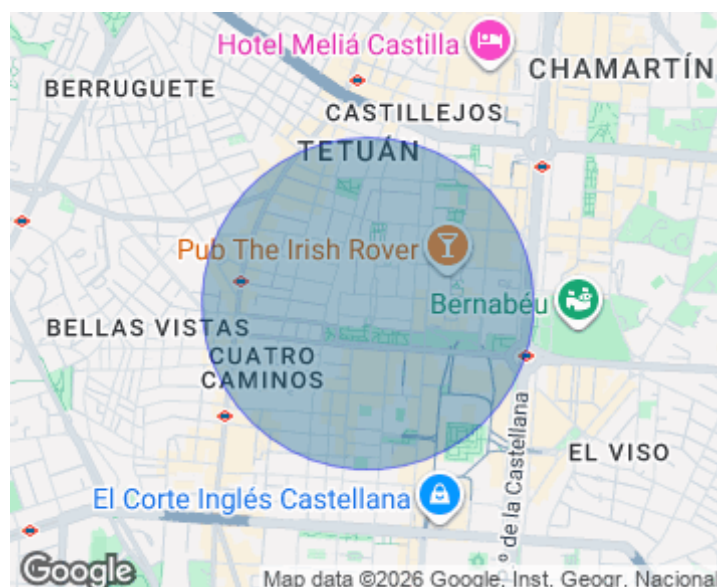 Hotel Meliá Castilla
CHAMARTÍN
BERRUGUETE
CASTILLEJOS
TETUÁN
Pub The Irish Rover
Bernabéu
BELLAS VISTAS
CUATRO
CAMINOS
EL VISO
º de la Castellana
El Corte Inglés Castellana
Google
Map data ©2026 Google, Inst. Geogr. Nacional